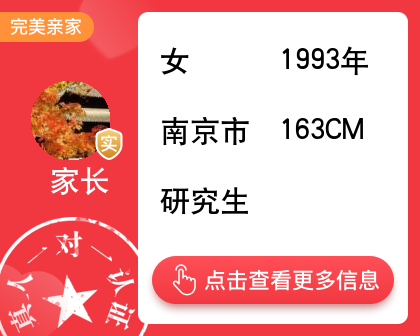 完美亲家
女 1993年
南京市 163CM
研究生
实
家长
点击查看更多信息
真人一对一认证